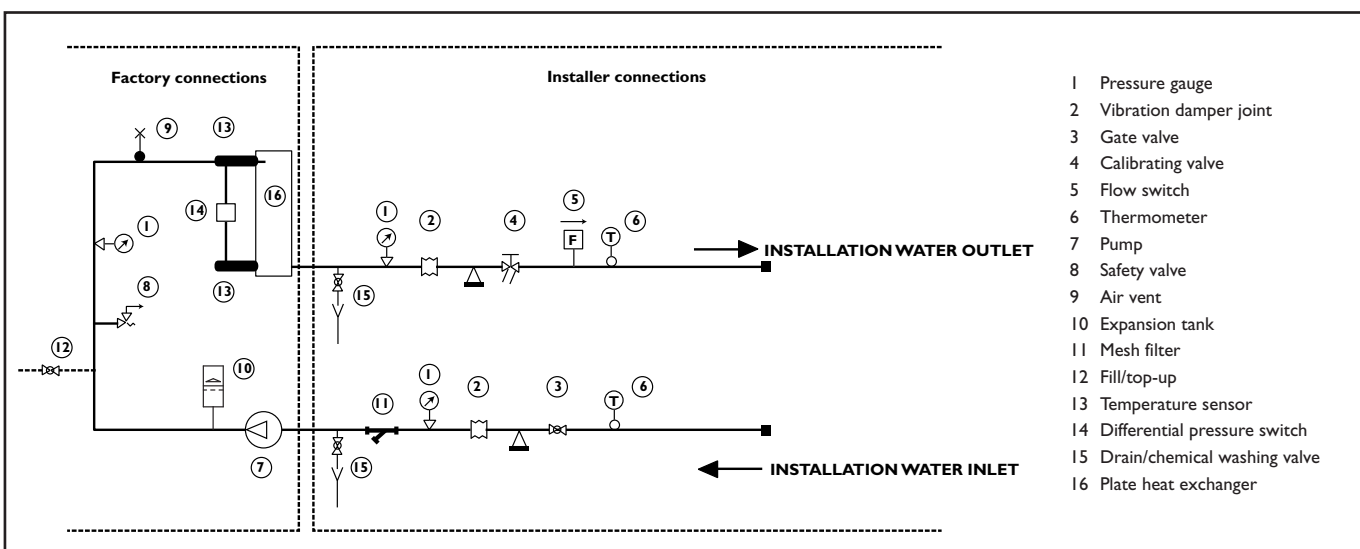 Factory connections
Installer connections
9
13
16
14
1
13
8
12
10
7
1
2
4
5
F
6
T
INSTALLATION WATER OUTLET
15
11
1
2
3
6
T
15
INSTALLATION WATER INLET
1 Pressure gauge
2 Vibration damper joint
3 Gate valve
4 Calibrating valve
5 Flow switch
6 Thermometer
7 Pump
8 Safety valve
9 Air vent
10 Expansion tank
11 Mesh filter
12 Fill/top-up
13 Temperature sensor
14 Differential pressure switch
15 Drain/chemical washing valve
16 Plate heat exchanger